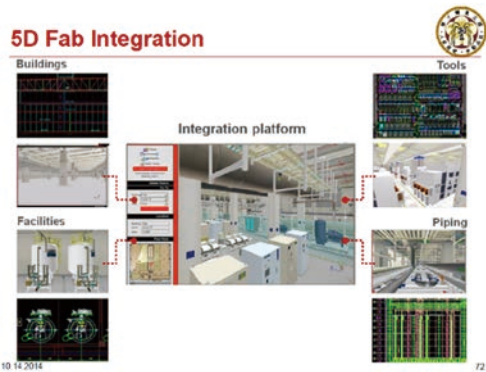 5D Fab Integration
Buildings
Tools
Integration platform
Facilities
Piping
10.14.2014
72